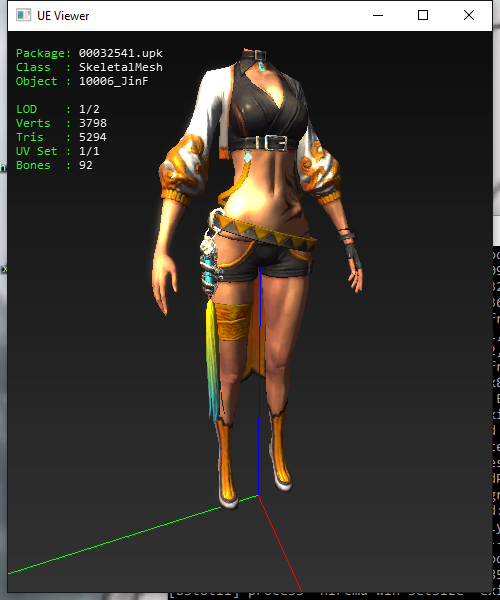 UE Viewer
Package: 00032541.upk
Class : SkeletalMesh
Object : 10006_JinF
LOD : 1/2
Verts : 3798
Tris : 5294
UV Set : 1/1
Bones : 92